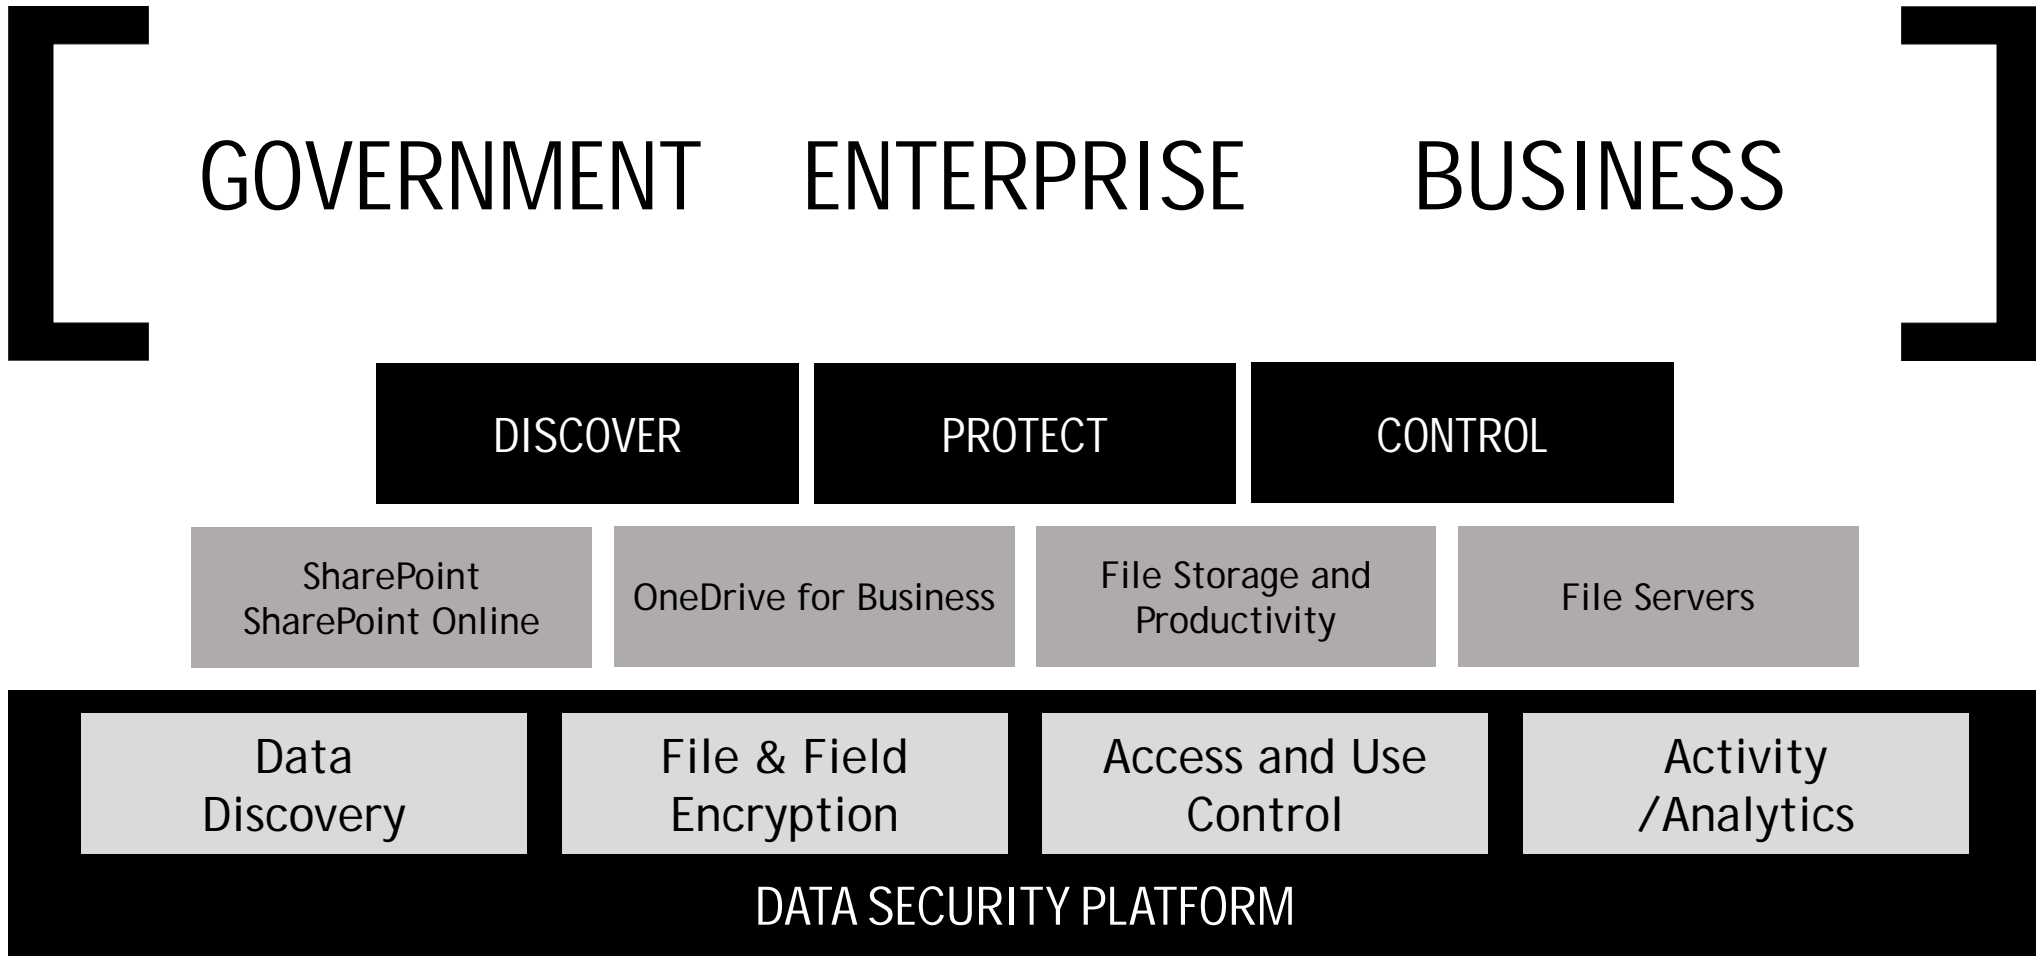 GOVERNMENT ENTERPRISE BUSINESS
DISCOVER PROTECT CONTROL
SharePoint
SharePoint Online
OneDrive for Business
File Storage and
Productivity
File Servers
Data
Discovery
File & Field
Encryption
Access and Use
Control
Activity
/Analytics
DATA SECURITY PLATFORM